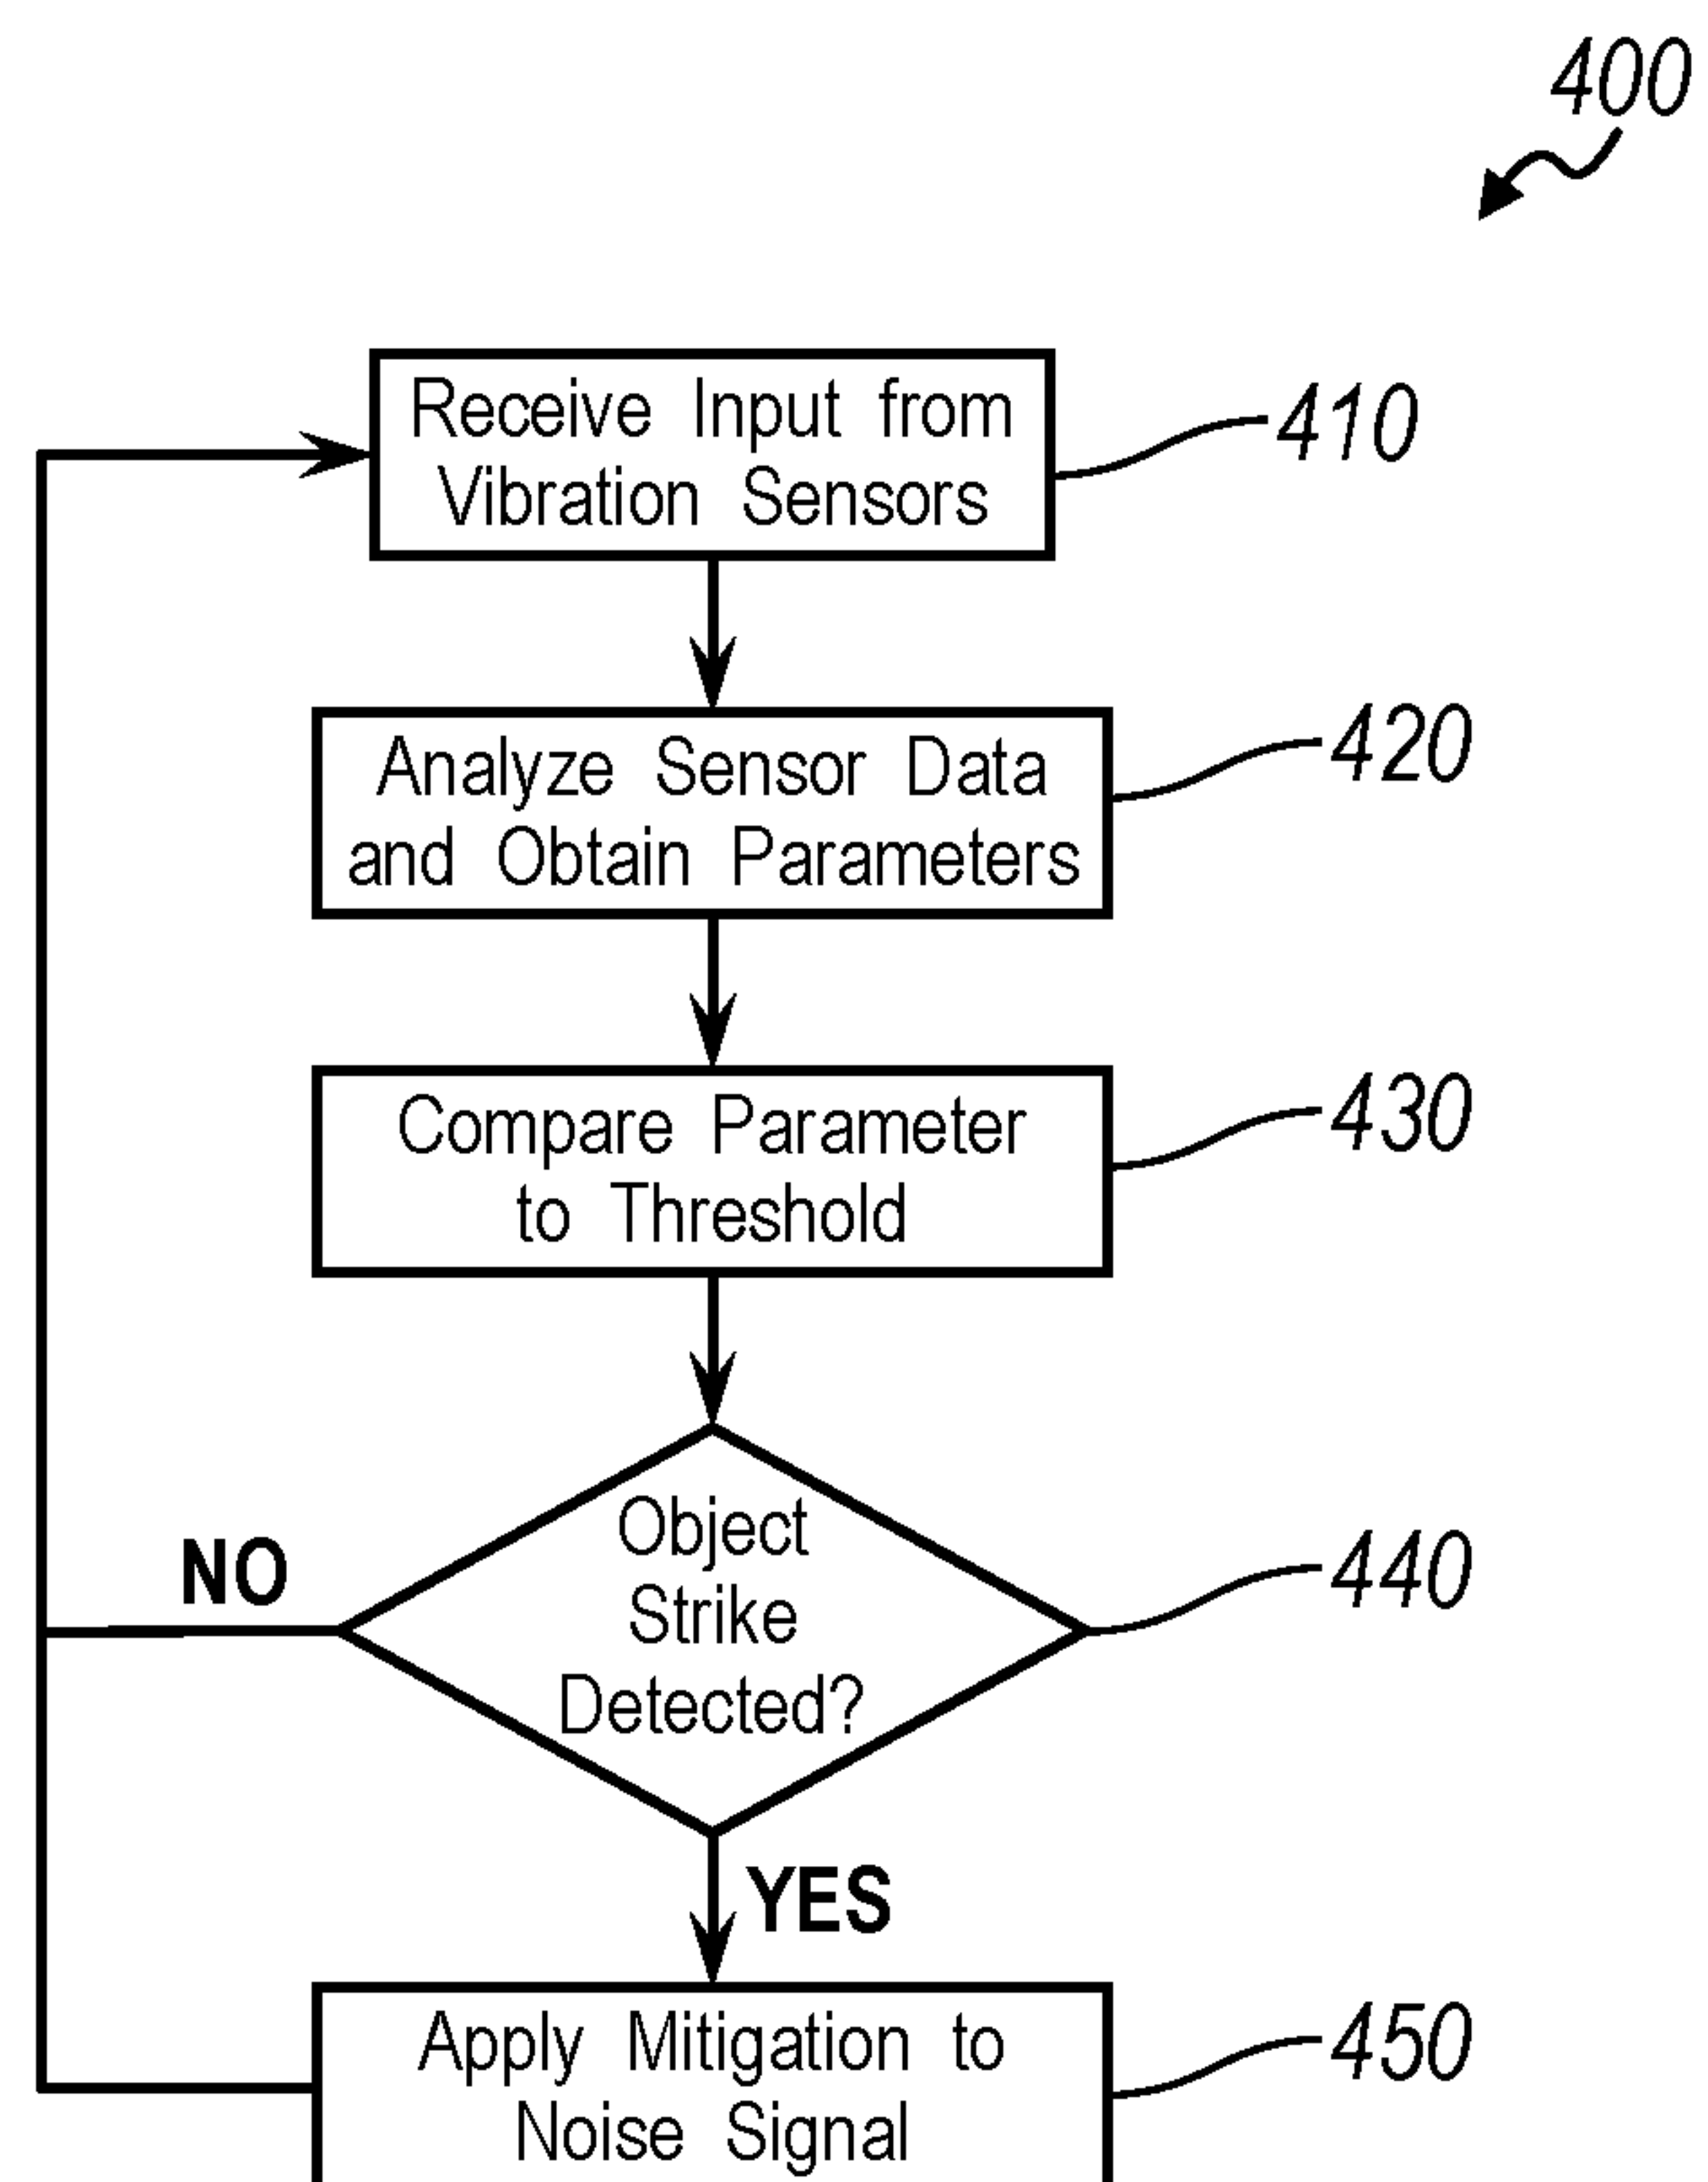 400
Receive Input from
Vibration Sensors
410
Analyze Sensor Data
and Obtain Parameters
420
Compare Parameter
to Threshold
430
Object
Strike
Detected?
440
NO
YES
Apply Mitigation to
Noise Signal
450